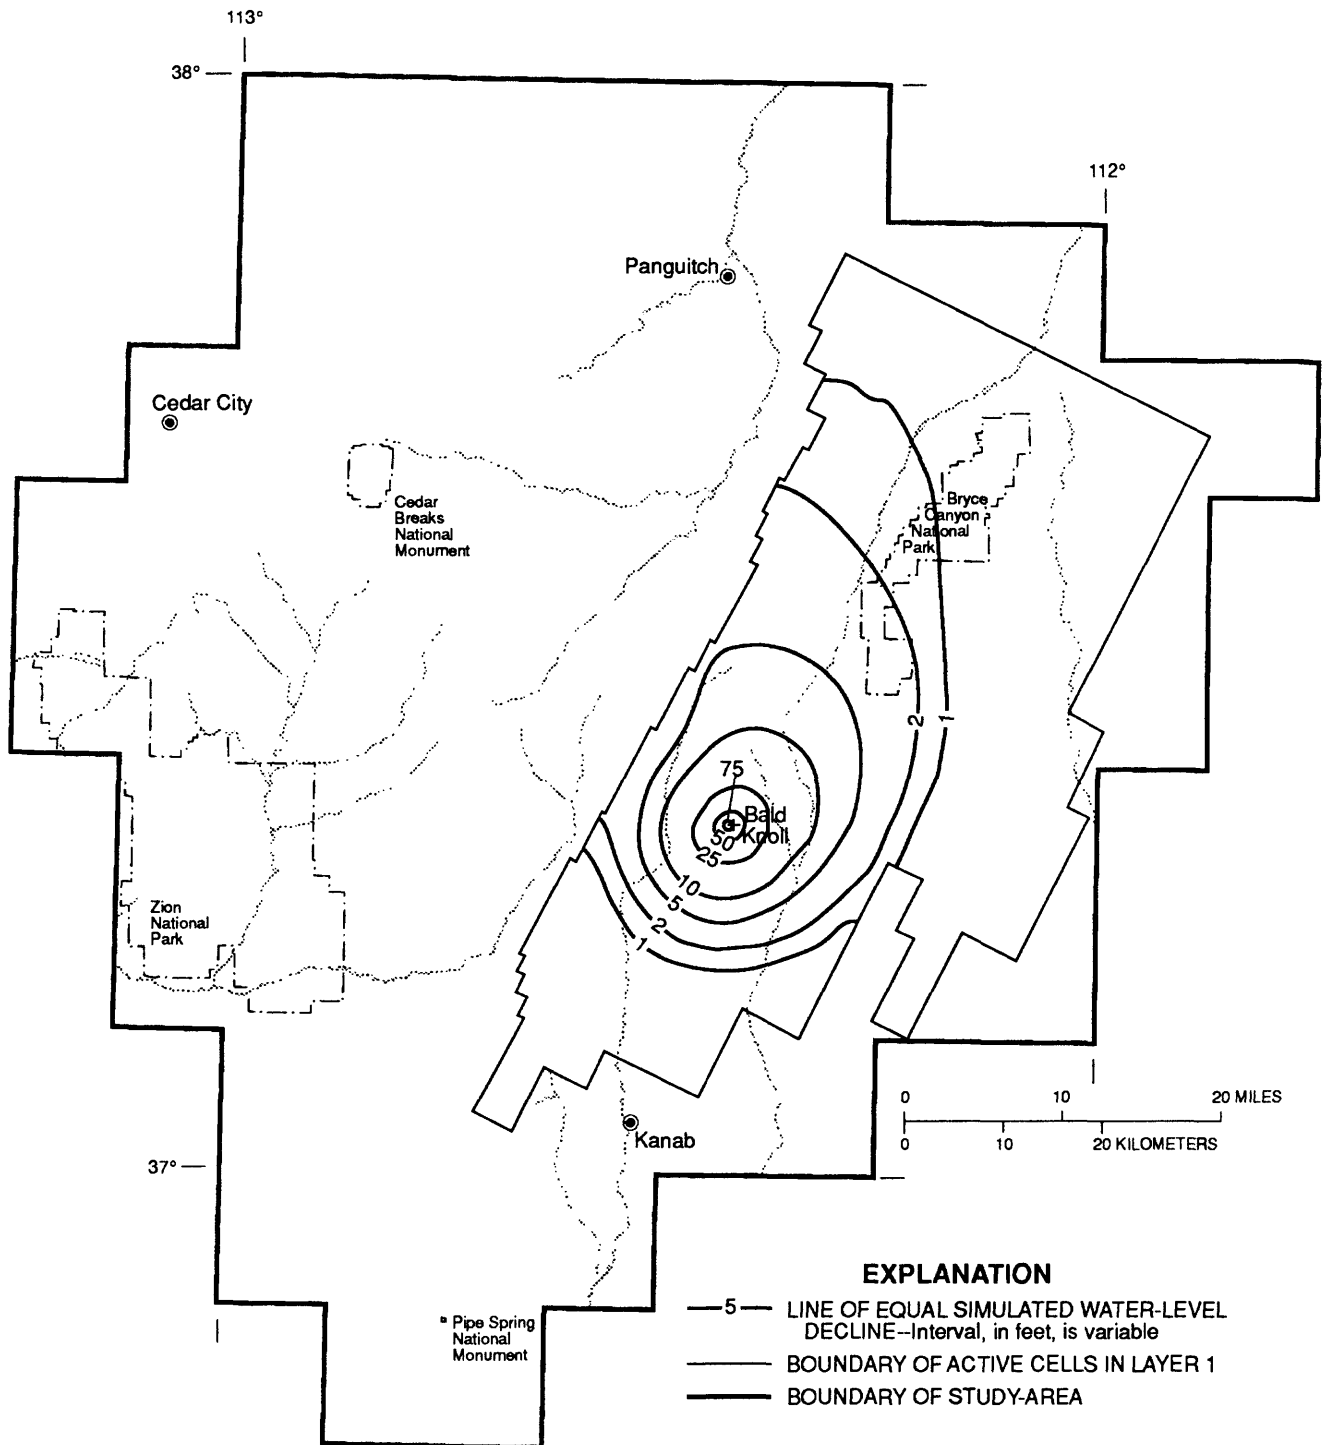 113°
38°
112°
Panguitch
Cedar City
Cedar
Breaks
National
Monument
Bryce
Canyon
National
Park
2
1
75
Bald
Knoll
50
25
10
5
2
1
Zion
National
Park
0 10 20 MILES
0 10 20 KILOMETERS
Kanab
37°
EXPLANATION
5 LINE OF EQUAL SIMULATED WATER-LEVEL
DECLINE--Interval, in feet, is variable
BOUNDARY OF ACTIVE CELLS IN LAYER 1
BOUNDARY OF STUDY-AREA
Pipe Spring
National
Monument